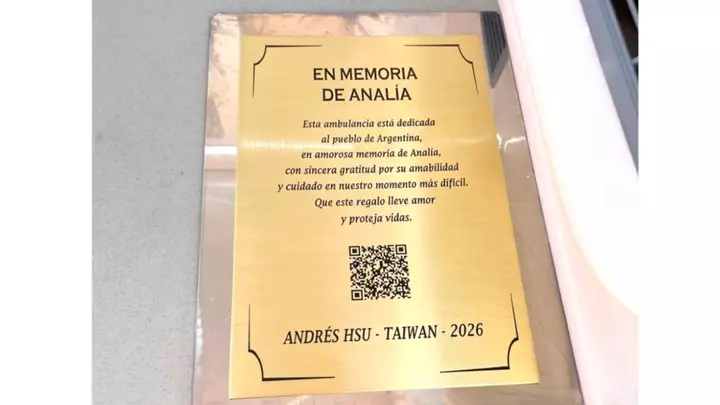 EN MEMORIA
DE ANALÍA
Esta ambulancia está dedicada
al pueblo de Argentina,
en amorosa memoria de Analía,
con sincera gratitud por su amabilidad
y cuidado en nuestro momento más difícil.
Que este regalo lleve amor
y proteja vidas.
ANDRÉS HSU - TAIWAN - 2026